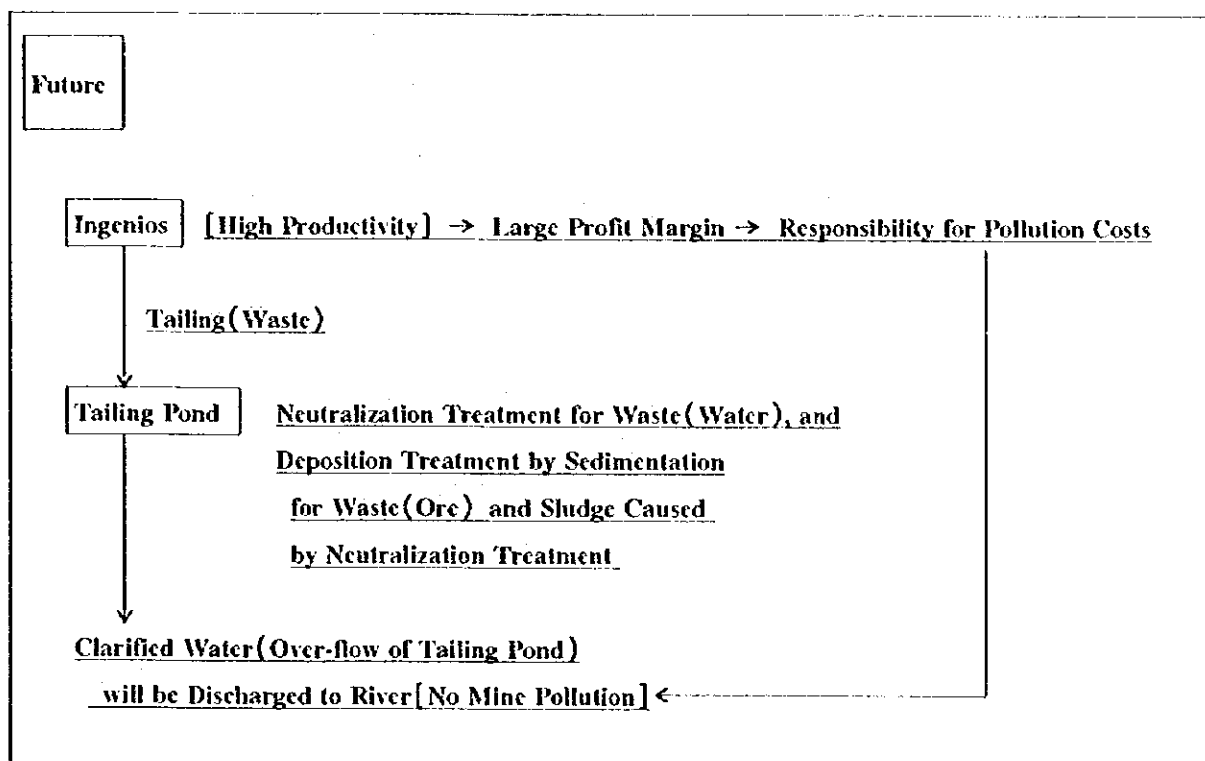 Future
Ingenios [High Productivity] → Large Profit Margin → Responsibility for Pollution Costs
Tailing(Waste)
Tailing Pond Neutralization Treatment for Waste(Water), and
Deposition Treatment by Sedimentation
for Waste(Ore) and Sludge Caused
by Neutralization Treatment
Clarified Water(Over-flow of Tailing Pond)
will be Discharged to River[No Mine Pollution]